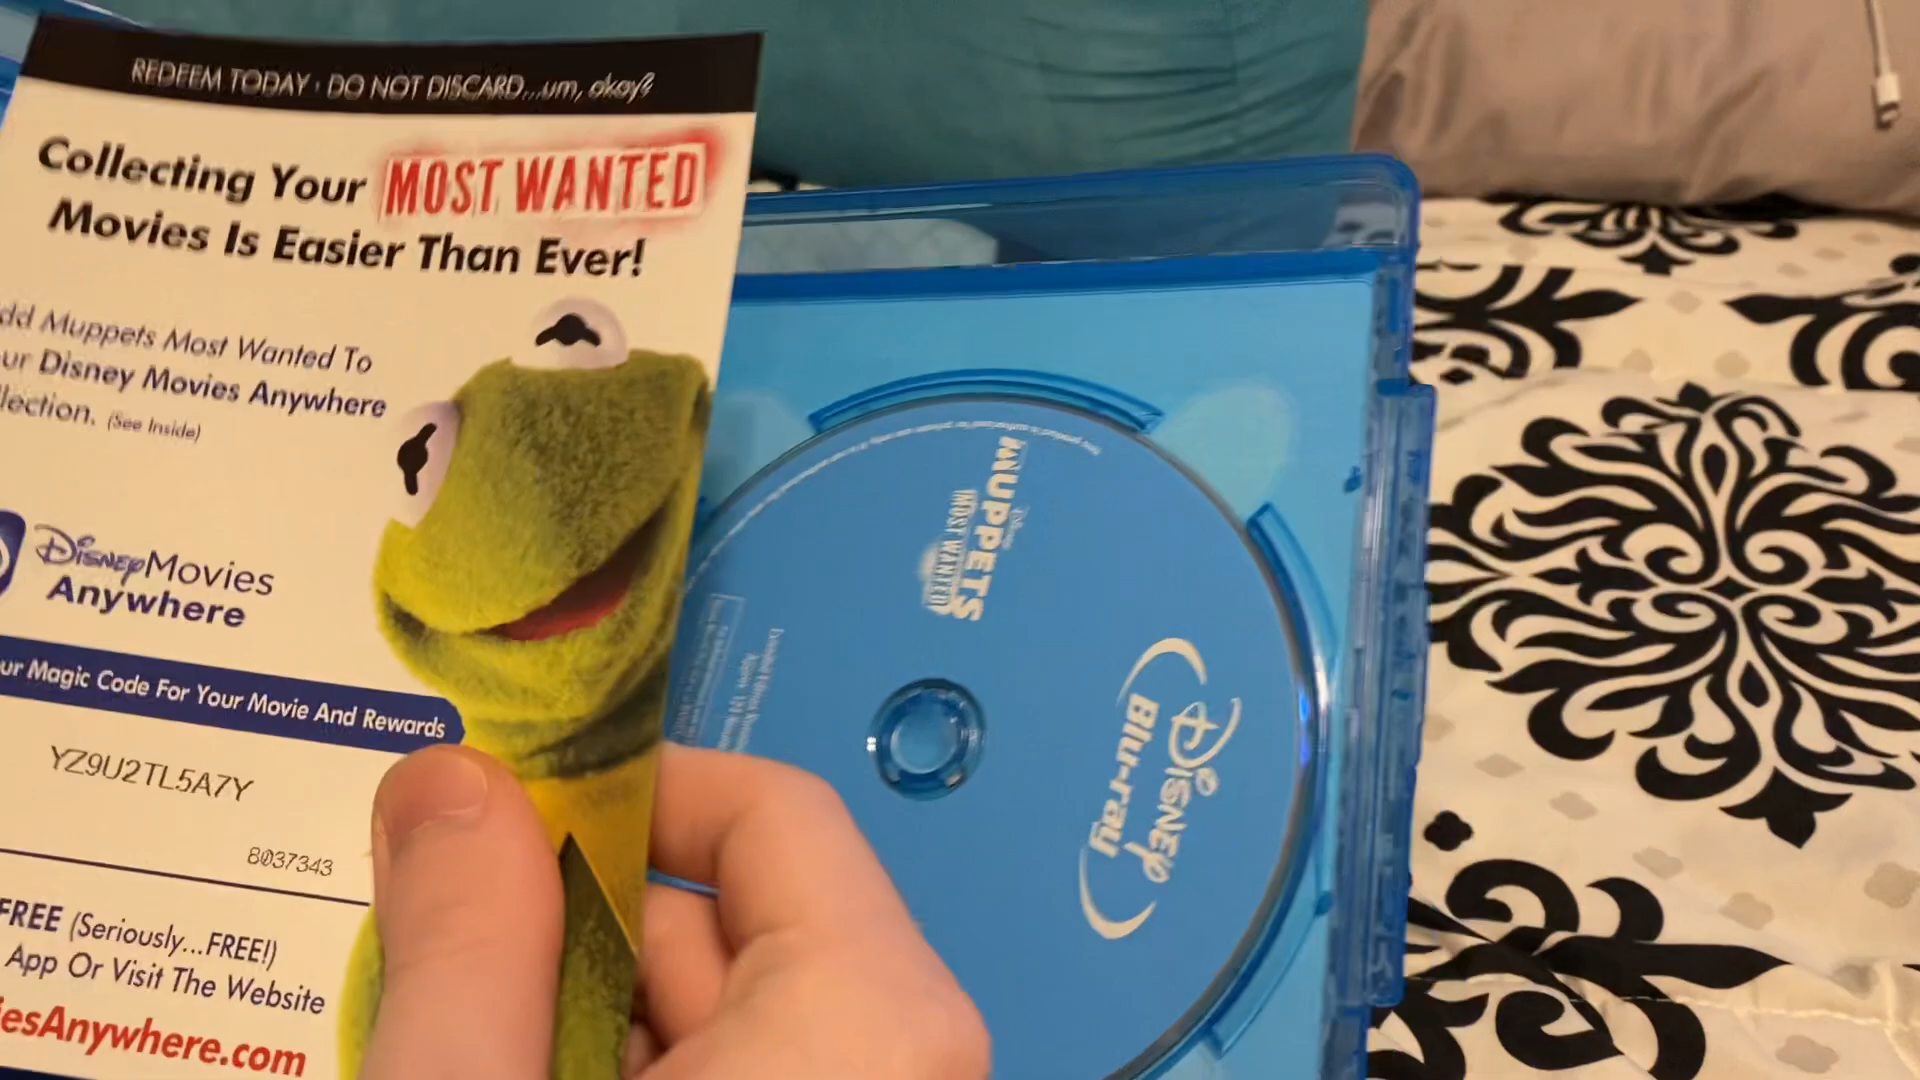 REDEEM TODAY · DO NOT DISCARD...um, okay?
Collecting Your MOST WANTED
Movies Is Easier Than Ever!
dd Muppets Most Wanted To
ur Disney Movies Anywhere
llection. (See Inside)
Disney Movies
Anywhere
ur Magic Code For Your Movie And Rewards
YZ9U2TL5A7Y
8037343
FREE (Seriously...FREE!)
App Or Visit The Website
iesAnywhere.com
Disney
MUPPETS
MOST WANTED
Disney
Blu-ray